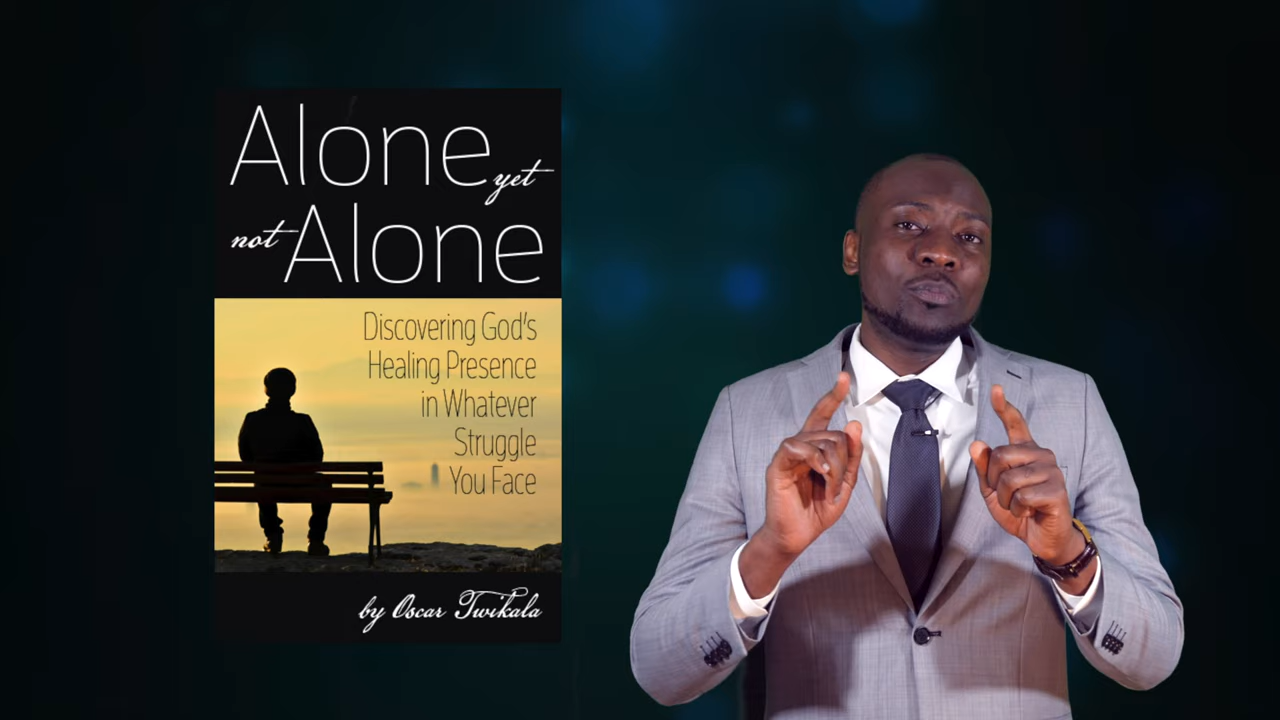 Alone yet
not Alone
Discovering God's
Healing Presence
in Whatever
Struggle
You Face
by Oscar Twikala